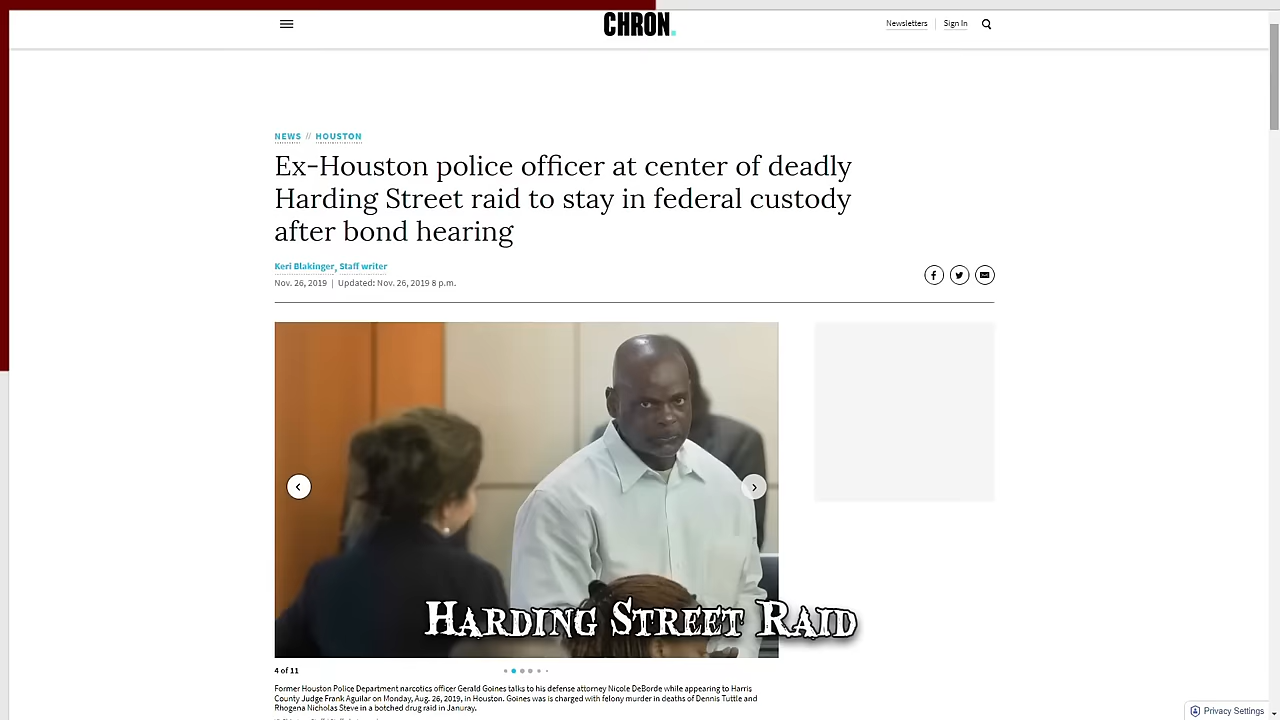 CHRON.
Newsletters
Sign In
NEWS // HOUSTON
Ex-Houston police officer at center of deadly
Harding Street raid to stay in federal custody
after bond hearing
Keri Blakinger, Staff writer
Nov. 26, 2019 | Updated: Nov. 26, 2019 8 p.m.
HARDING STREET RAID
4 of 11
Former Houston Police Department narcotics officer Gerald Goines talks to his defense attorney Nicole DeBorde while appearing to Harris
County Judge Frank Aguilar on Monday, Aug. 26, 2019, in Houston. Goines was is charged with felony murder in deaths of Dennis Tuttle and
Rhogena Nicholas Steve in a botched drug raid in Janurary.
Privacy Settings